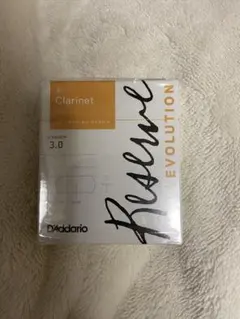 Clarinet
3.0
Reserve
EVOLUTION
D'Addario